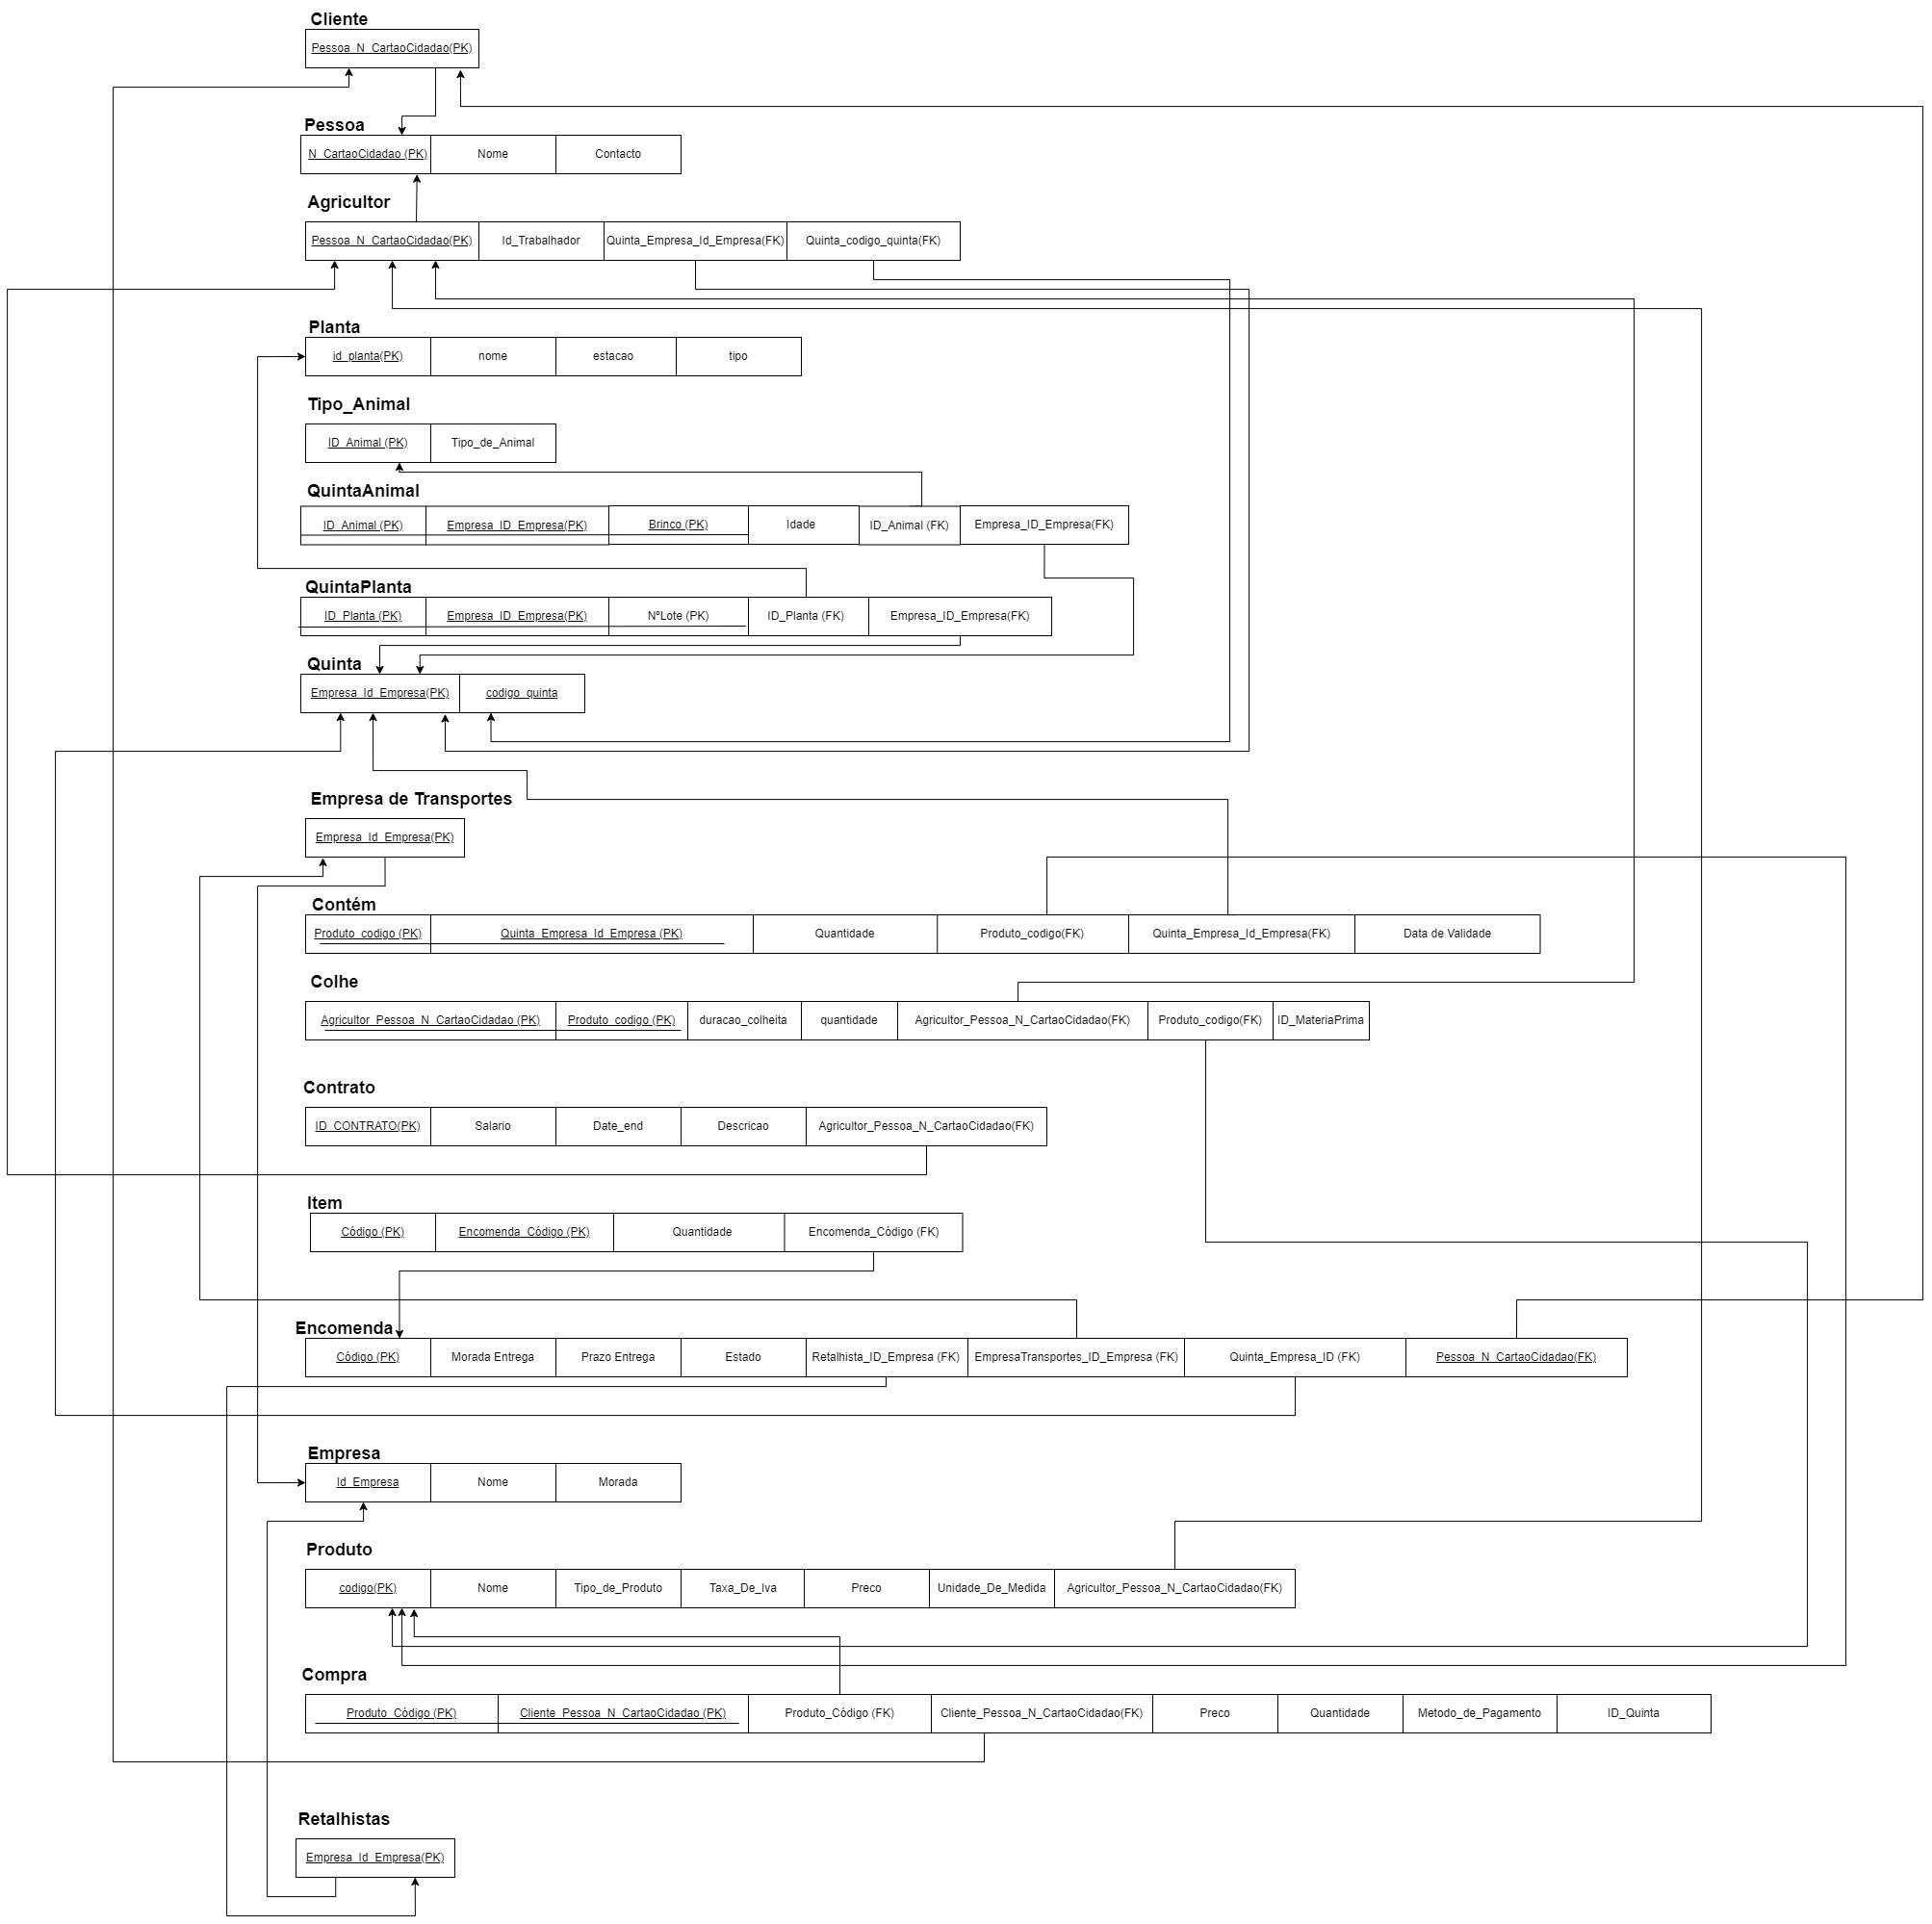 Cliente
Pessoa_N_CartaoCidadao(PK)
Pessoa
N_CartaoCidadao (PK) Nome Contacto
Agricultor
Pessoa_N_CartaoCidadao(PK) Id_Trabalhador Quinta_Empresa_Id_Empresa(FK) Quinta_codigo_quinta(FK)
Planta
id_planta(PK) nome estacao tipo
Tipo_Animal
ID_Animal (PK) Tipo_de_Animal
QuintaAnimal
ID_Animal (PK) Empresa_ID_Empresa(PK) Brinco (PK) Idade ID_Animal (FK) Empresa_ID_Empresa(FK)
QuintaPlanta
ID_Planta (PK) Empresa_ID_Empresa(PK) NºLote (PK) ID_Planta (FK) Empresa_ID_Empresa(FK)
Quinta
Empresa_Id_Empresa(PK) codigo_quinta
Empresa de Transportes
Empresa_Id_Empresa(PK)
Contém
Produto_codigo (PK) Quinta_Empresa_Id_Empresa (PK) Quantidade Produto_codigo(FK) Quinta_Empresa_Id_Empresa(FK) Data de Validade
Colhe
Agricultor_Pessoa_N_CartaoCidadao (PK) Produto_codigo (PK) duracao_colheita quantidade Agricultor_Pessoa_N_CartaoCidadao(FK) Produto_codigo(FK) ID_MateriaPrima
Contrato
ID_CONTRATO(PK) Salario Date_end Descricao Agricultor_Pessoa_N_CartaoCidadao(FK)
Item
Código (PK) Encomenda_Código (PK) Quantidade Encomenda_Código (FK)
Encomenda
Código (PK) Morada Entrega Prazo Entrega Estado Retalhista_ID_Empresa (FK) EmpresaTransportes_ID_Empresa (FK) Quinta_Empresa_ID (FK) Pessoa_N_CartaoCidadao(FK)
Empresa
Id_Empresa Nome Morada
Produto
codigo(PK) Nome Tipo_de_Produto Taxa_De_Iva Preco Unidade_De_Medida Agricultor_Pessoa_N_CartaoCidadao(FK)
Compra
Produto_Código (PK) Cliente_Pessoa_N_CartaoCidadao (PK) Produto_Código (FK) Cliente_Pessoa_N_CartaoCidadao(FK) Preco Quantidade Metodo_de_Pagamento ID_Quinta
Retalhistas
Empresa_Id_Empresa(PK)